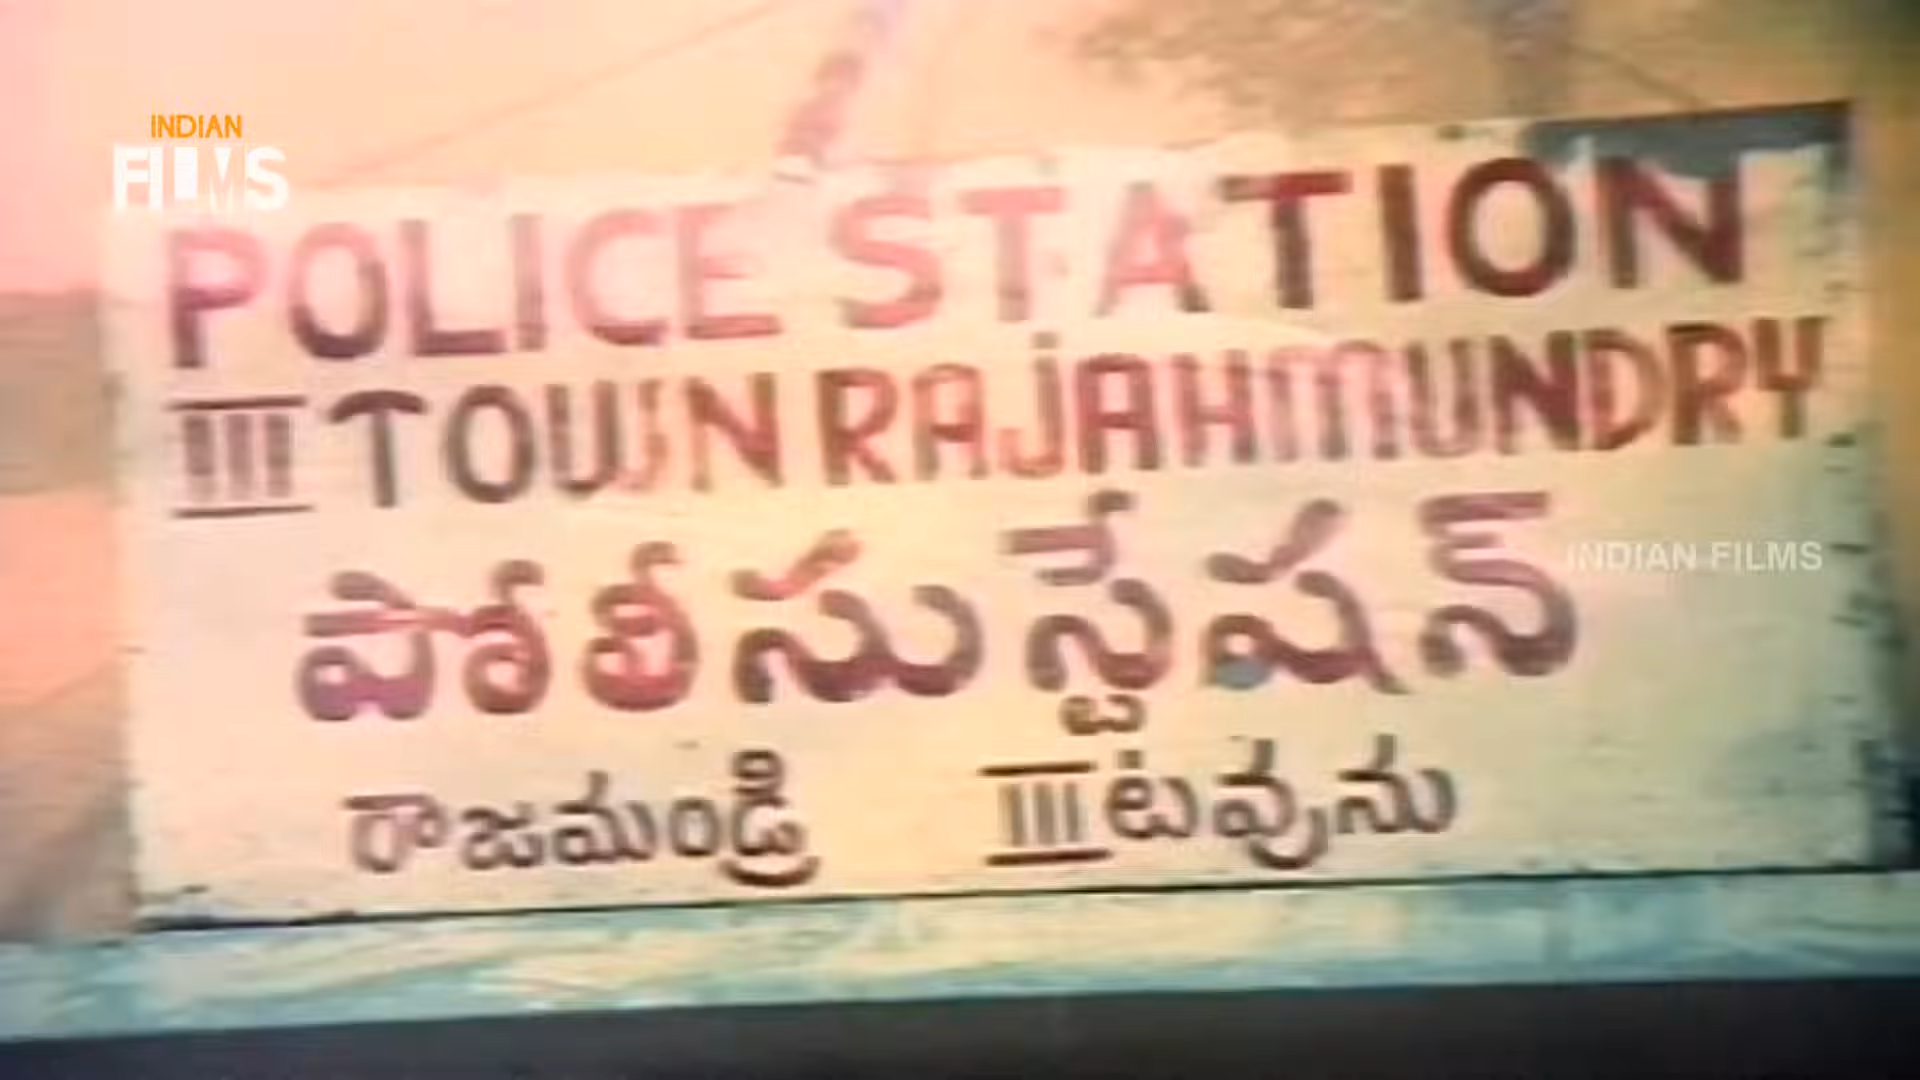 INDIAN
FILMS
POLICE STATION
III TOWN RAJAHMUNDRY
పోలీసు స్టేషన్
INDIAN FILMS
రాజమండ్రి III టవును